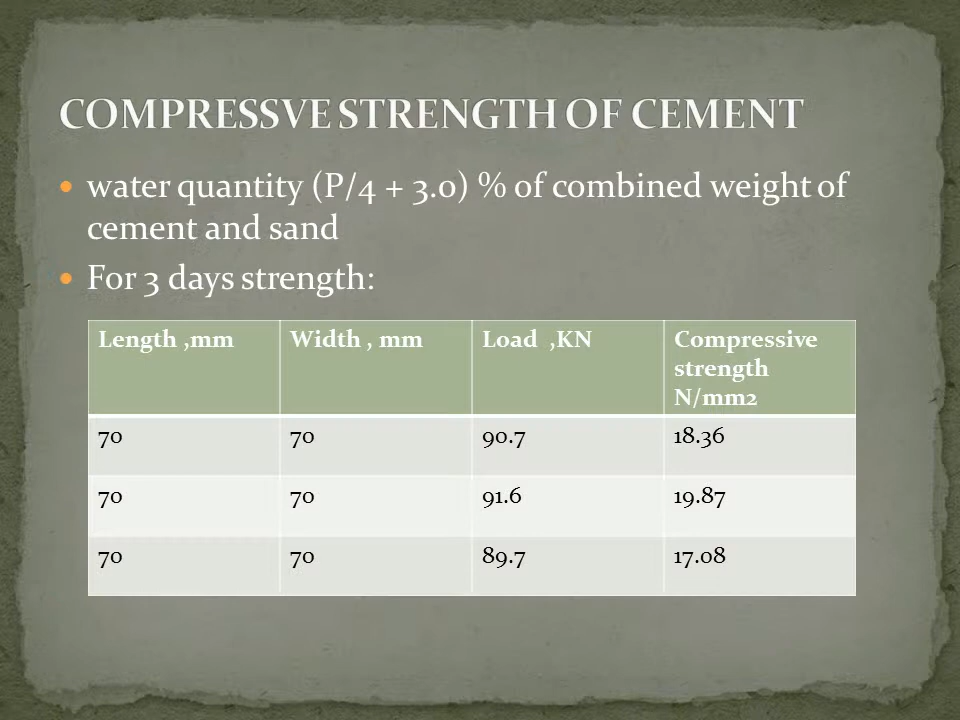 COMPRESSVE STRENGTH OF CEMENT
water quantity (P/4 + 3.0) % of combined weight of
cement and sand
For 3 days strength:
Length ,mm Width , mm Load ,KN Compressive
strength
N/mm2
70 70 90.7 18.36
70 70 91.6 19.87
70 70 89.7 17.08